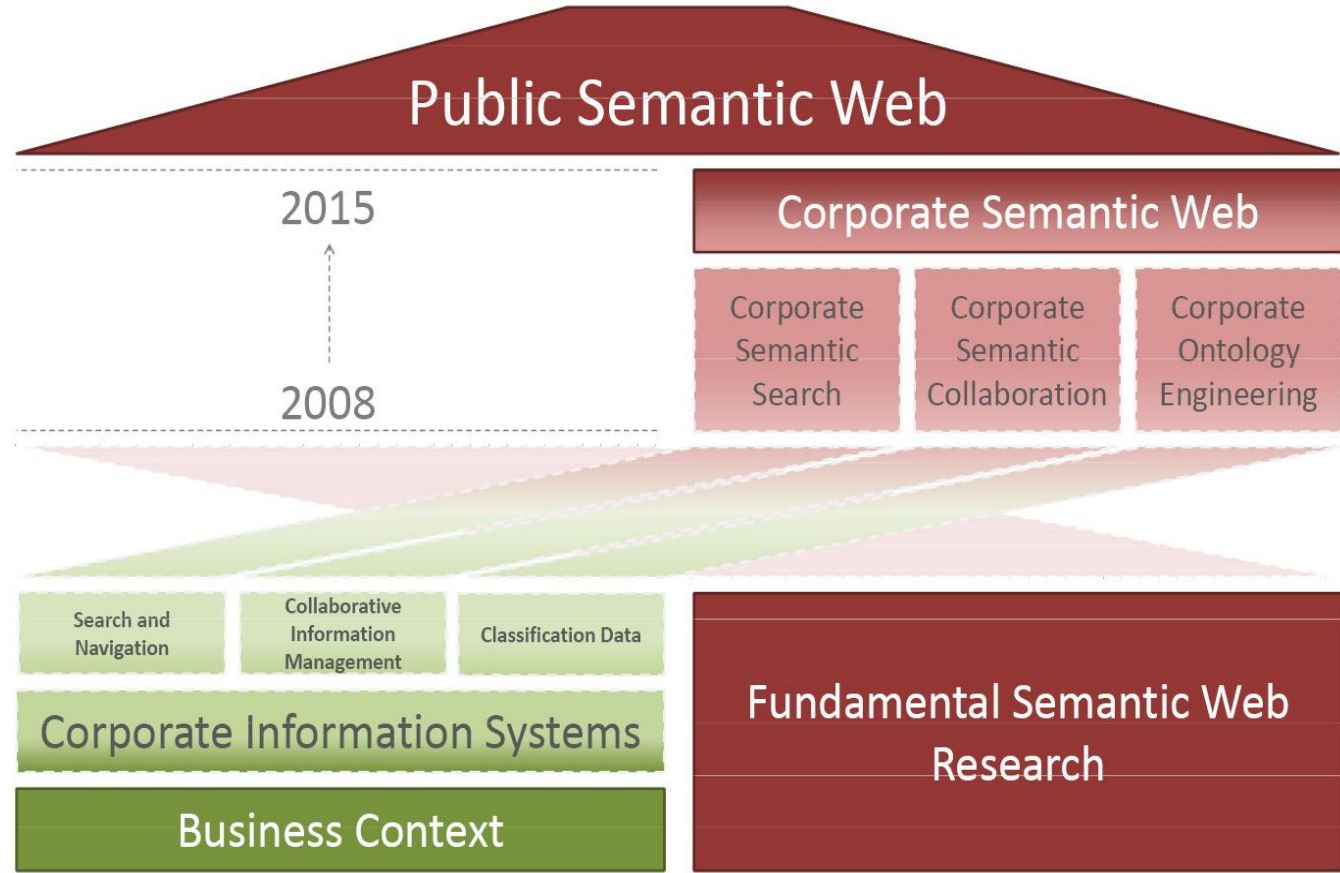 Public Semantic Web
2015
2008
Corporate Semantic Web
Corporate
Semantic
Search
Corporate
Semantic
Collaboration
Corporate
Ontology
Engineering
Search and
Navigation
Collaborative
Information
Management
Classification Data
Corporate Information Systems
Business Context
Fundamental Semantic Web
Research